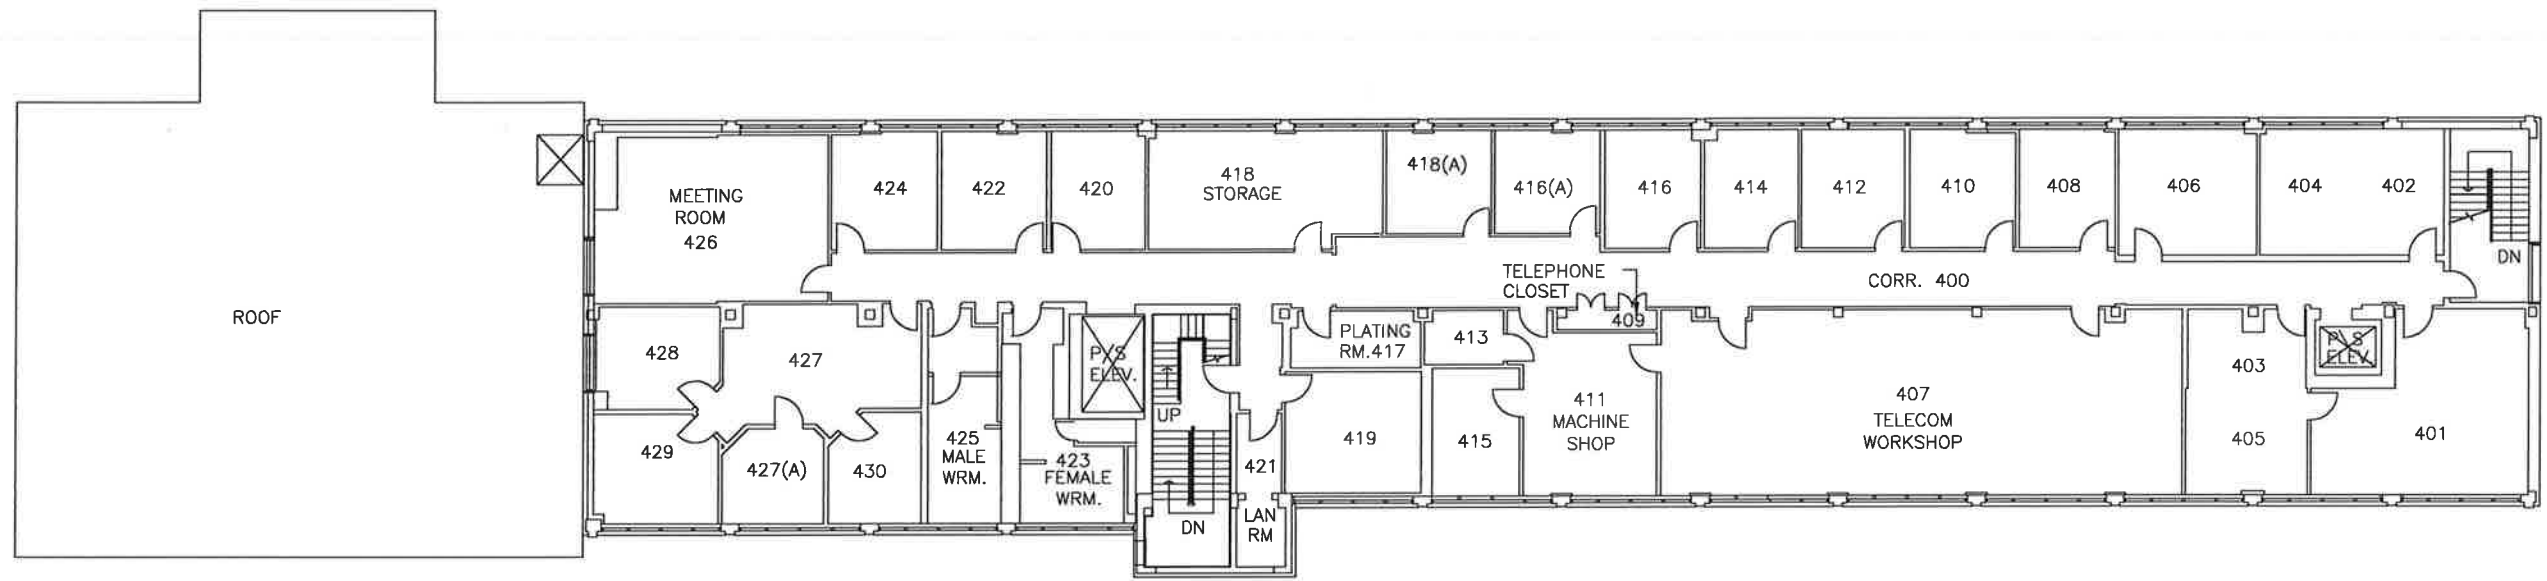 ROOF
MEETING
ROOM
426
424
422
420
418
STORAGE
418(A)
416(A)
416
414
412
410
408
406
404
402
DN
TELEPHONE
CLOSET
CORR. 400
409
428
427
429
427(A)
430
425
MALE
WRM.
423
FEMALE
WRM.
P/S
ELEV.
UP
DN
421
LAN
RM
PLATING
RM.417
413
419
415
411
MACHINE
SHOP
407
TELECOM
WORKSHOP
403
405
P/S
ELEV.
401